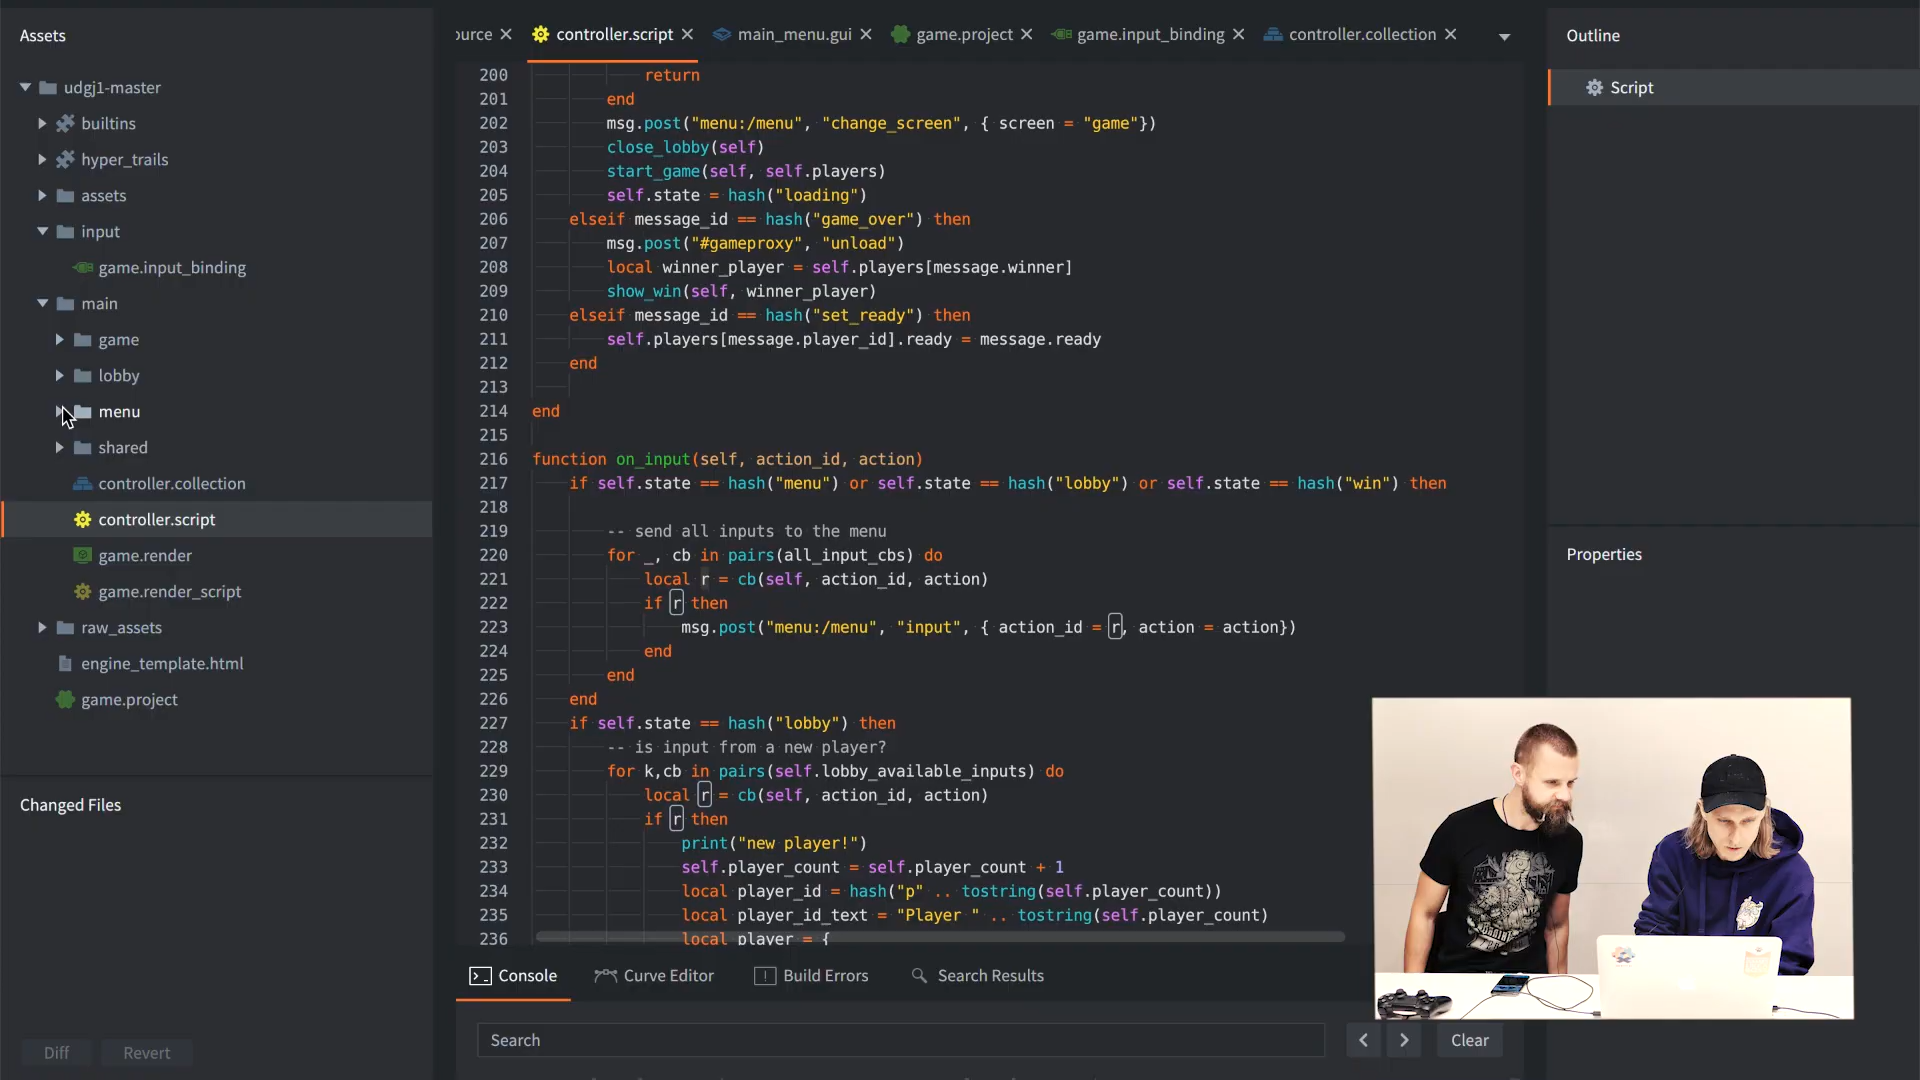 Assets
udgj1-master
builtins
hyper_trails
assets
input
game.input_binding
main
game
lobby
menu
shared
controller.collection
controller.script
game.render
game.render_script
raw_assets
engine_template.html
game.project
Changed Files
Diff Revert
ource controller.script main_menu.gui game.project game.input_binding controller.collection
200 return
201 end
202 msg.post("menu:/menu", "change_screen", { screen = "game"})
203 close_lobby(self)
204 start_game(self, self.players)
205 self.state = hash("loading")
206 elseif message_id == hash("game_over") then
207 msg.post("#gameproxy", "unload")
208 local winner_player = self.players[message.winner]
209 show_win(self, winner_player)
210 elseif message_id == hash("set_ready") then
211 self.players[message.player_id].ready = message.ready
212 end
213
214 end
215
216 function on_input(self, action_id, action)
217 if self.state == hash("menu") or self.state == hash("lobby") or self.state == hash("win") then
218
219 -- send all inputs to the menu
220 for _, cb in pairs(all_input_cbs) do
221 local r = cb(self, action_id, action)
222 if r then
223 msg.post("menu:/menu", "input", { action_id = r, action = action})
224 end
225 end
226 end
227 if self.state == hash("lobby") then
228 -- is input from a new player?
229 for k,cb in pairs(self.lobby_available_inputs) do
230 local r = cb(self, action_id, action)
231 if r then
232 print("new player!")
233 self.player_count = self.player_count + 1
234 local player_id = hash("p" .. tostring(self.player_count))
235 local player_id_text = "Player " .. tostring(self.player_count)
236 local player = {
Console Curve Editor Build Errors Search Results
Search Clear
Outline
Script
Properties